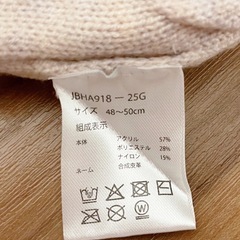 JBHA918 — 25G
サイズ 48〜50cm
組成表示
本体 アクリル 57%
ポリエステル 28%
ナイロン 15%
ネーム 合成皮革